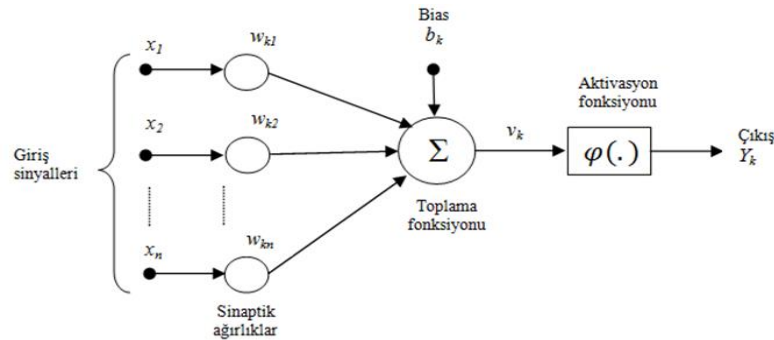 Bias
b_k
x_1
w_k1
x_2
w_k2
Giriş
sinyalleri
x_n
w_kn
Sinaptik
ağırlıklar
Σ
Toplama
fonksiyonu
v_k
Aktivasyon
fonksiyonu
φ(.)
Çıkış
Y_k